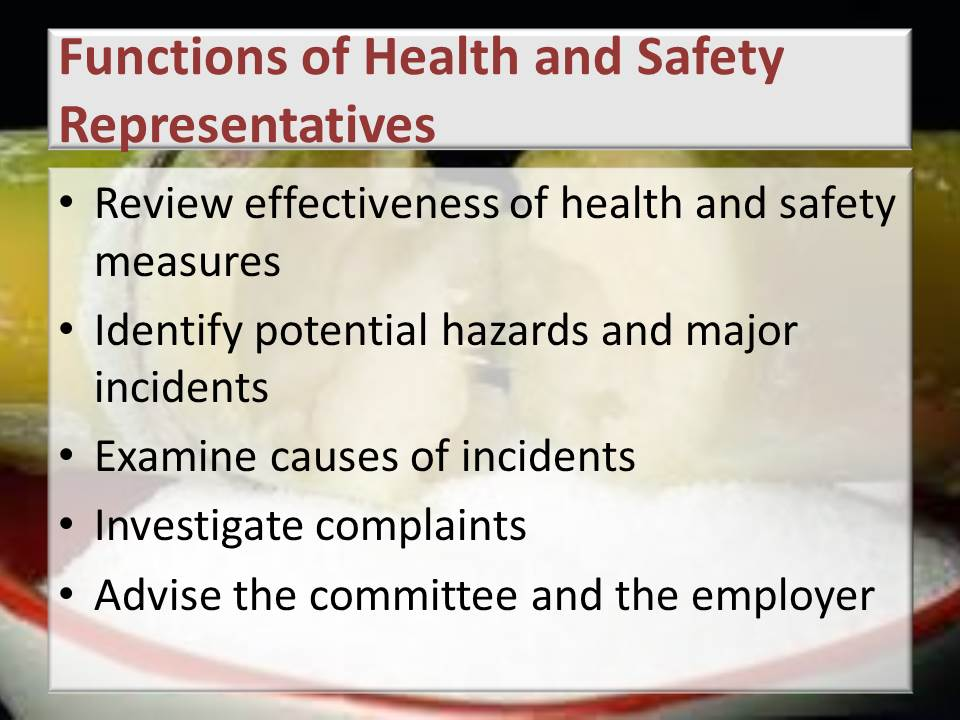 Functions of Health and Safety
Representatives
• Review effectiveness of health and safety
measures
• Identify potential hazards and major
incidents
• Examine causes of incidents
• Investigate complaints
• Advise the committee and the employer